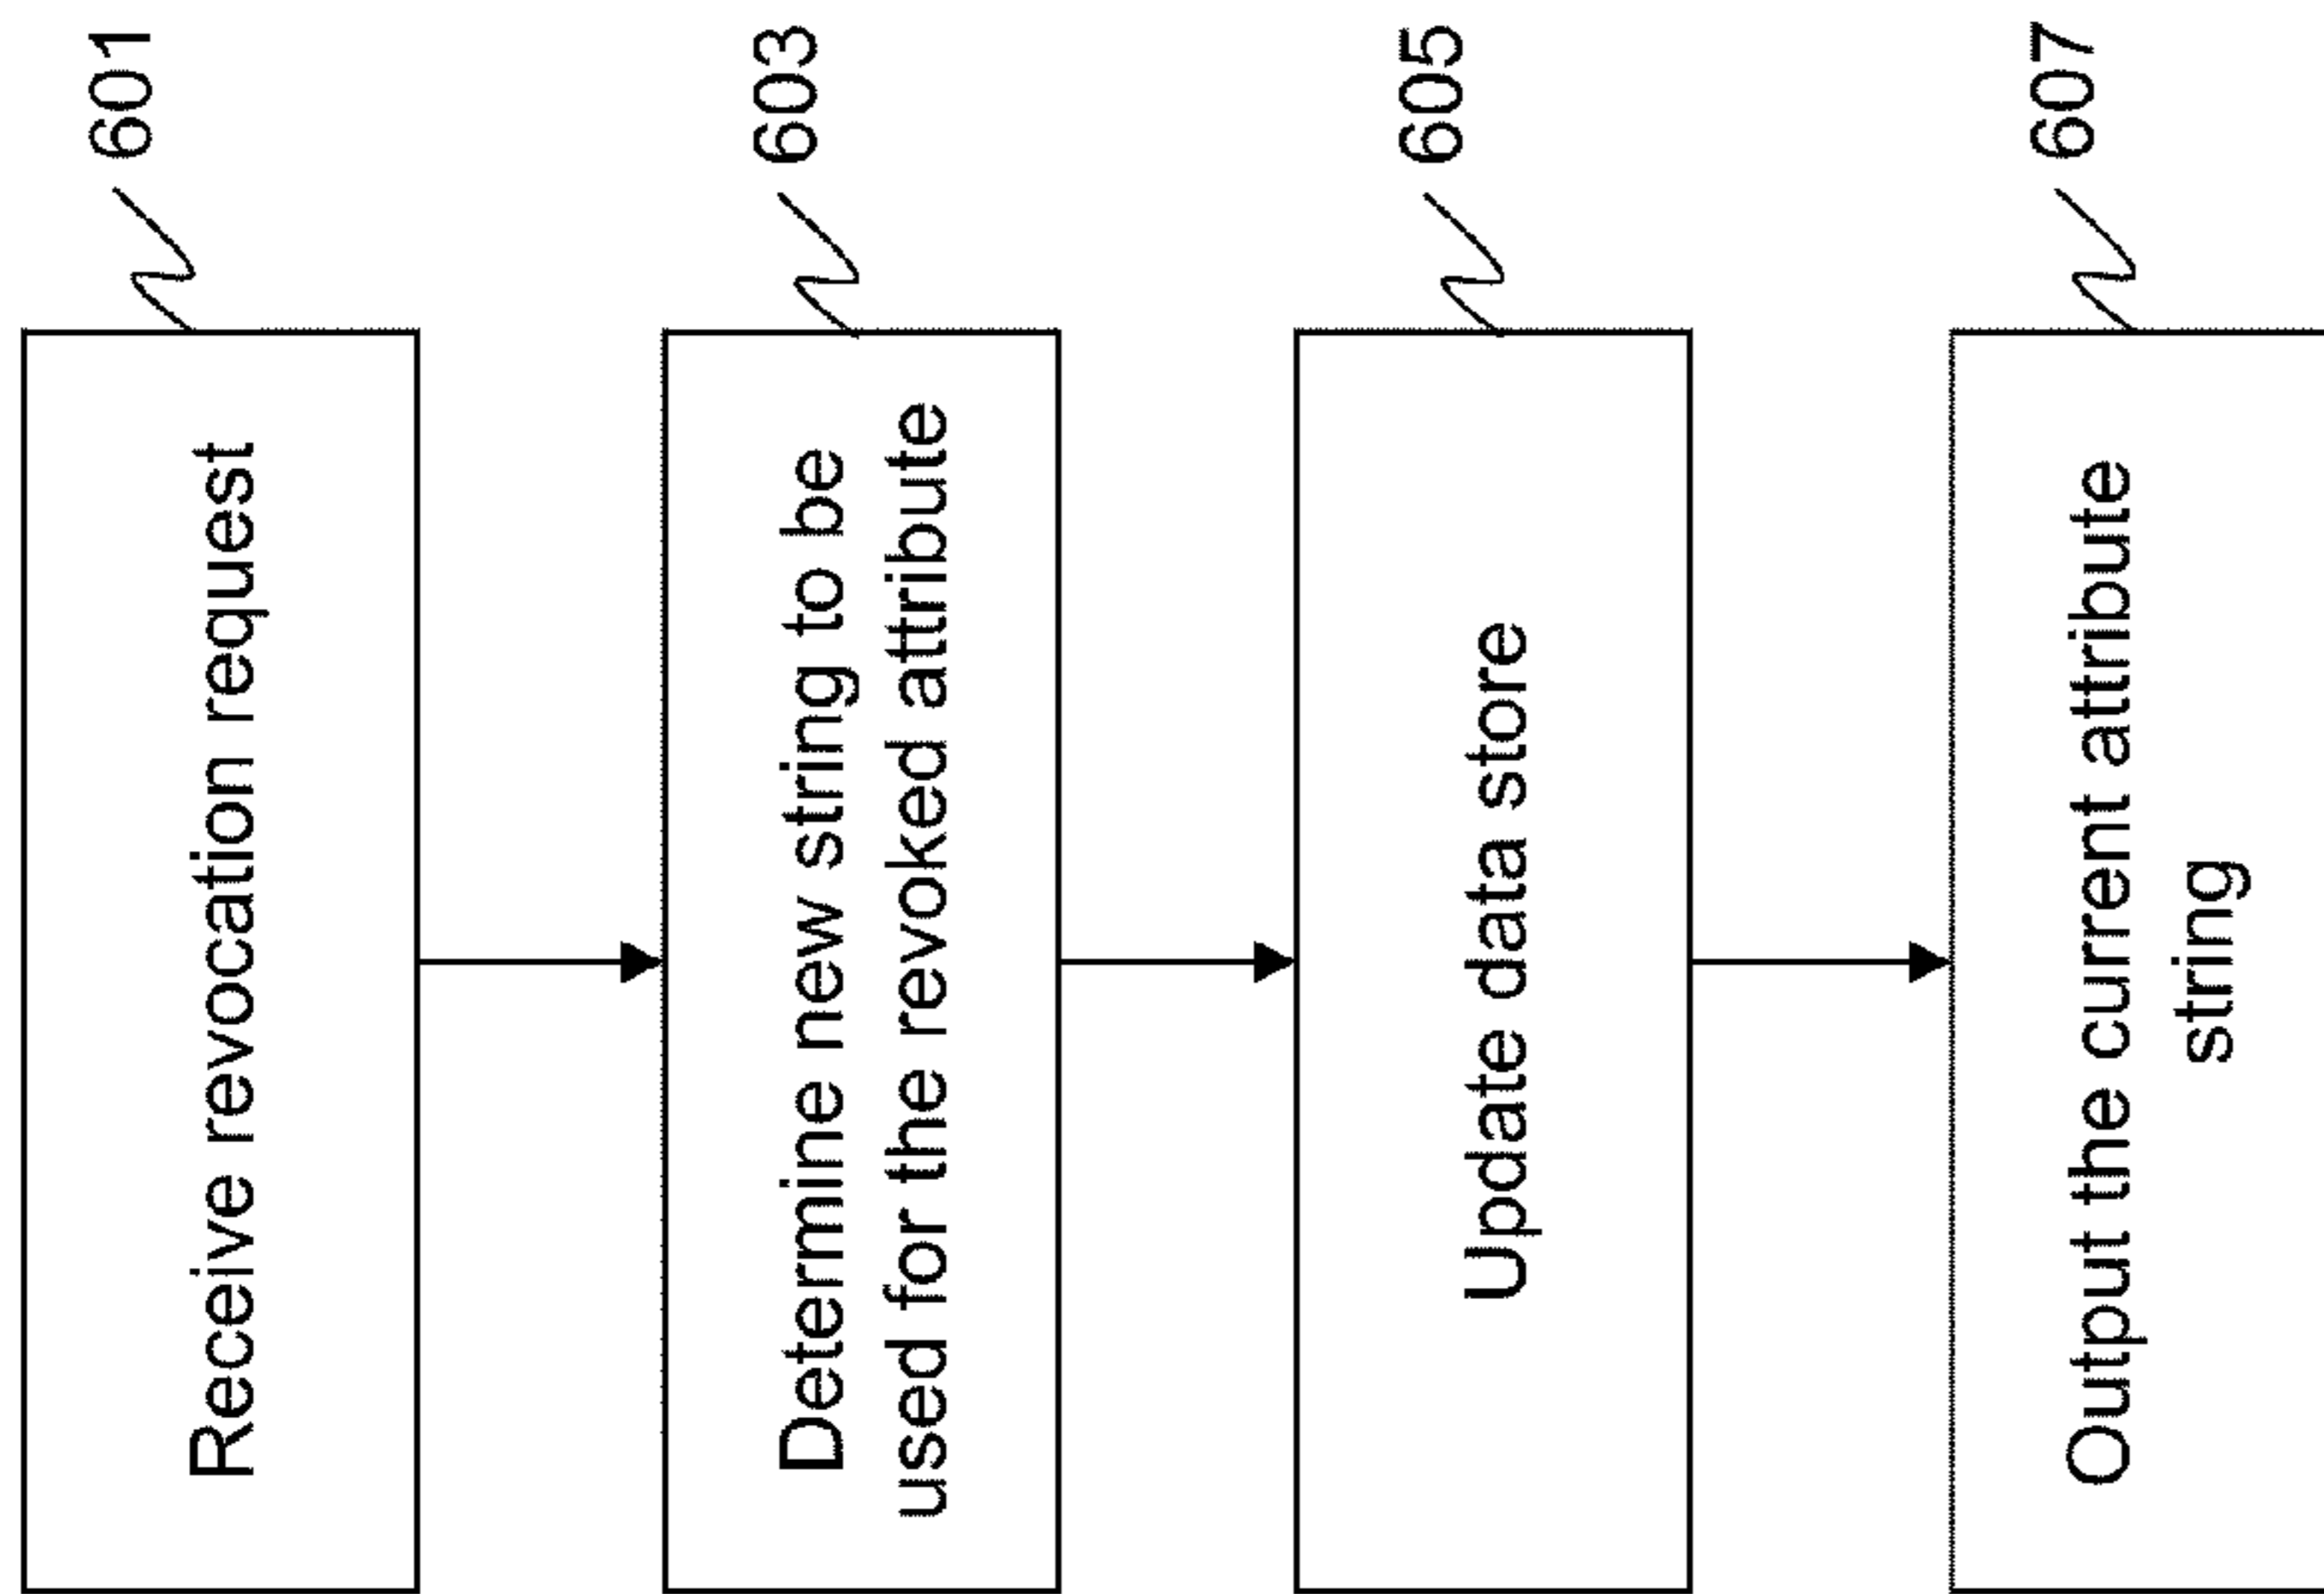 Receive revocation request
601
Determine new string to be
used for the revoked attribute
603
Update data store
605
Output the current attribute
string
607